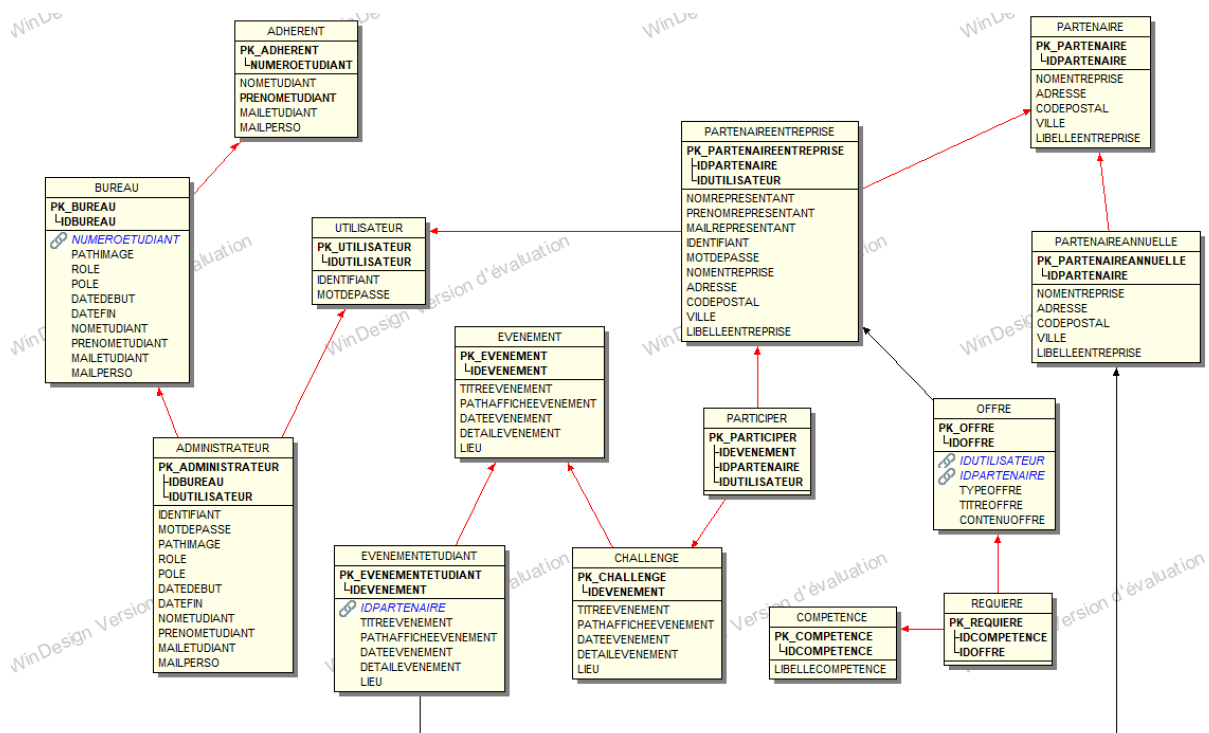 ADHERENT
PK_ADHERENT
NUMEROETUDIANT
NOMETUDIANT
PRENOMETUDIANT
MAILETUDIANT
MAILPERSO
PARTENAIRE
PK_PARTENAIRE
IDPARTENAIRE
NOMENTREPRISE
ADRESSE
CODEPOSTAL
VILLE
LIBELLEENTREPRISE
PARTENAIREENTREPRISE
PK_PARTENAIREENTREPRISE
IDPARTENAIRE
IDUTILISATEUR
NOMREPRESENTANT
PRENOMREPRESENTANT
MAILREPRESENTANT
IDENTIFIANT
MOTDEPASSE
NOMENTREPRISE
ADRESSE
CODEPOSTAL
VILLE
LIBELLEENTREPRISE
BUREAU
PK_BUREAU
IDBUREAU
NUMEROETUDIANT
PATHIMAGE
ROLE
POLE
DATEDEBUT
DATEFIN
NOMETUDIANT
PRENOMETUDIANT
MAILETUDIANT
MAILPERSO
UTILISATEUR
PK_UTILISATEUR
IDUTILISATEUR
IDENTIFIANT
MOTDEPASSE
PARTENAIREANNUELLE
PK_PARTENAIREANNUELLE
IDPARTENAIRE
NOMENTREPRISE
ADRESSE
CODEPOSTAL
VILLE
LIBELLEENTREPRISE
EVENEMENT
PK_EVENEMENT
IDEVENEMENT
TITREEVENEMENT
PATHAFFICHEEVENEMENT
DATEEVENEMENT
DETAILEVENEMENT
LIEU
PARTICIPER
PK_PARTICIPER
IDEVENEMENT
IDPARTENAIRE
IDUTILISATEUR
OFFRE
PK_OFFRE
IDOFFRE
IDUTILISATEUR
IDPARTENAIRE
TYPEOFFRE
TITREOFFRE
CONTENUOFFRE
ADMINISTRATEUR
PK_ADMINISTRATEUR
IDBUREAU
IDUTILISATEUR
IDENTIFIANT
MOTDEPASSE
PATHIMAGE
ROLE
POLE
DATEDEBUT
DATEFIN
NOMETUDIANT
PRENOMETUDIANT
MAILETUDIANT
MAILPERSO
EVENEMENTETUDIANT
PK_EVENEMENTETUDIANT
IDEVENEMENT
IDPARTENAIRE
TITREEVENEMENT
PATHAFFICHEEVENEMENT
DATEEVENEMENT
DETAILEVENEMENT
LIEU
CHALLENGE
PK_CHALLENGE
IDEVENEMENT
TITREEVENEMENT
PATHAFFICHEEVENEMENT
DATEEVENEMENT
DETAILEVENEMENT
LIEU
COMPETENCE
PK_COMPETENCE
IDCOMPETENCE
LIBELLECOMPETENCE
REQUIERE
PK_REQUIERE
IDCOMPETENCE
IDOFFRE
WinDesign Version d'évaluation